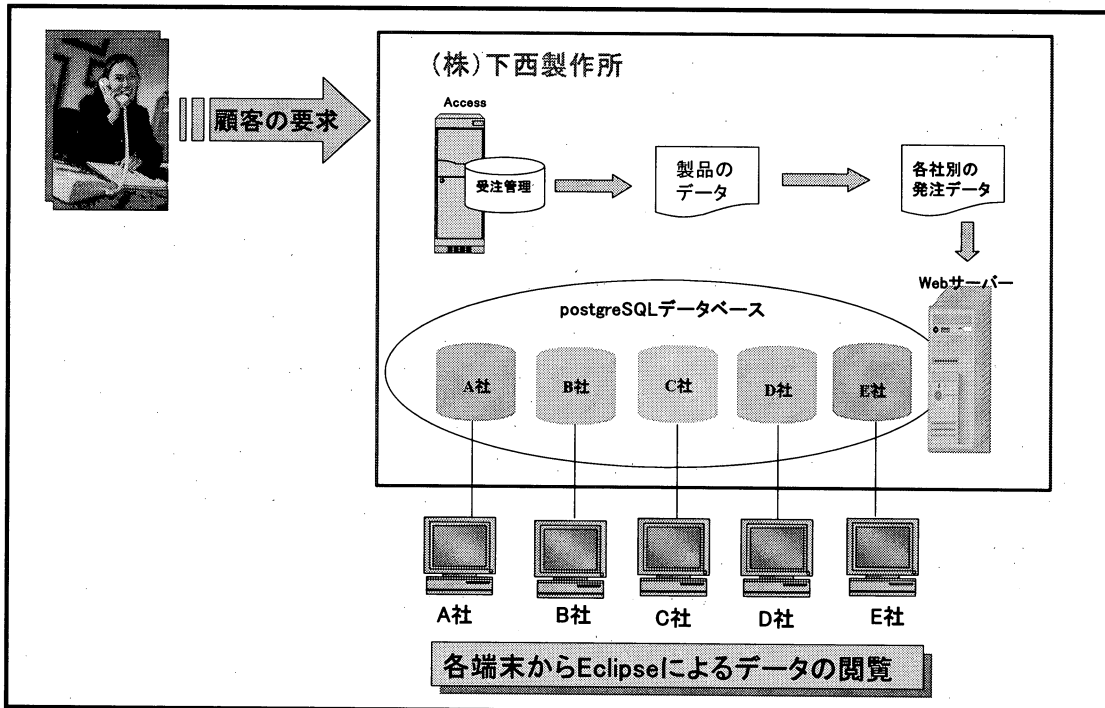 (株)下西製作所
Access
顧客の要求
受注管理
製品の
データ
各社別の
発注データ
Webサーバー
postgreSQLデータベース
A社
B社
C社
D社
E社
A社
B社
C社
D社
E社
各端末からEclipseによるデータの閲覧